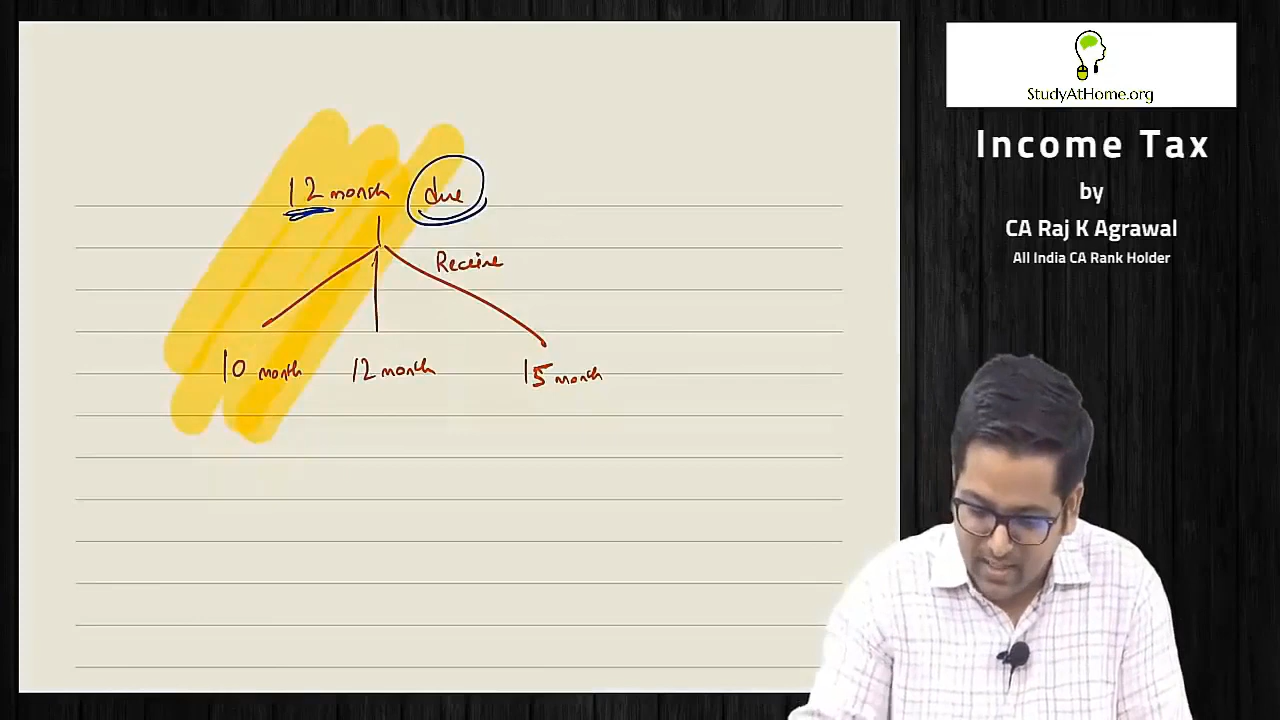 StudyAtHome.org
Income Tax
by
CA Raj K Agrawal
All India CA Rank Holder
12 month due
Receive
10 month 12 month 15 month